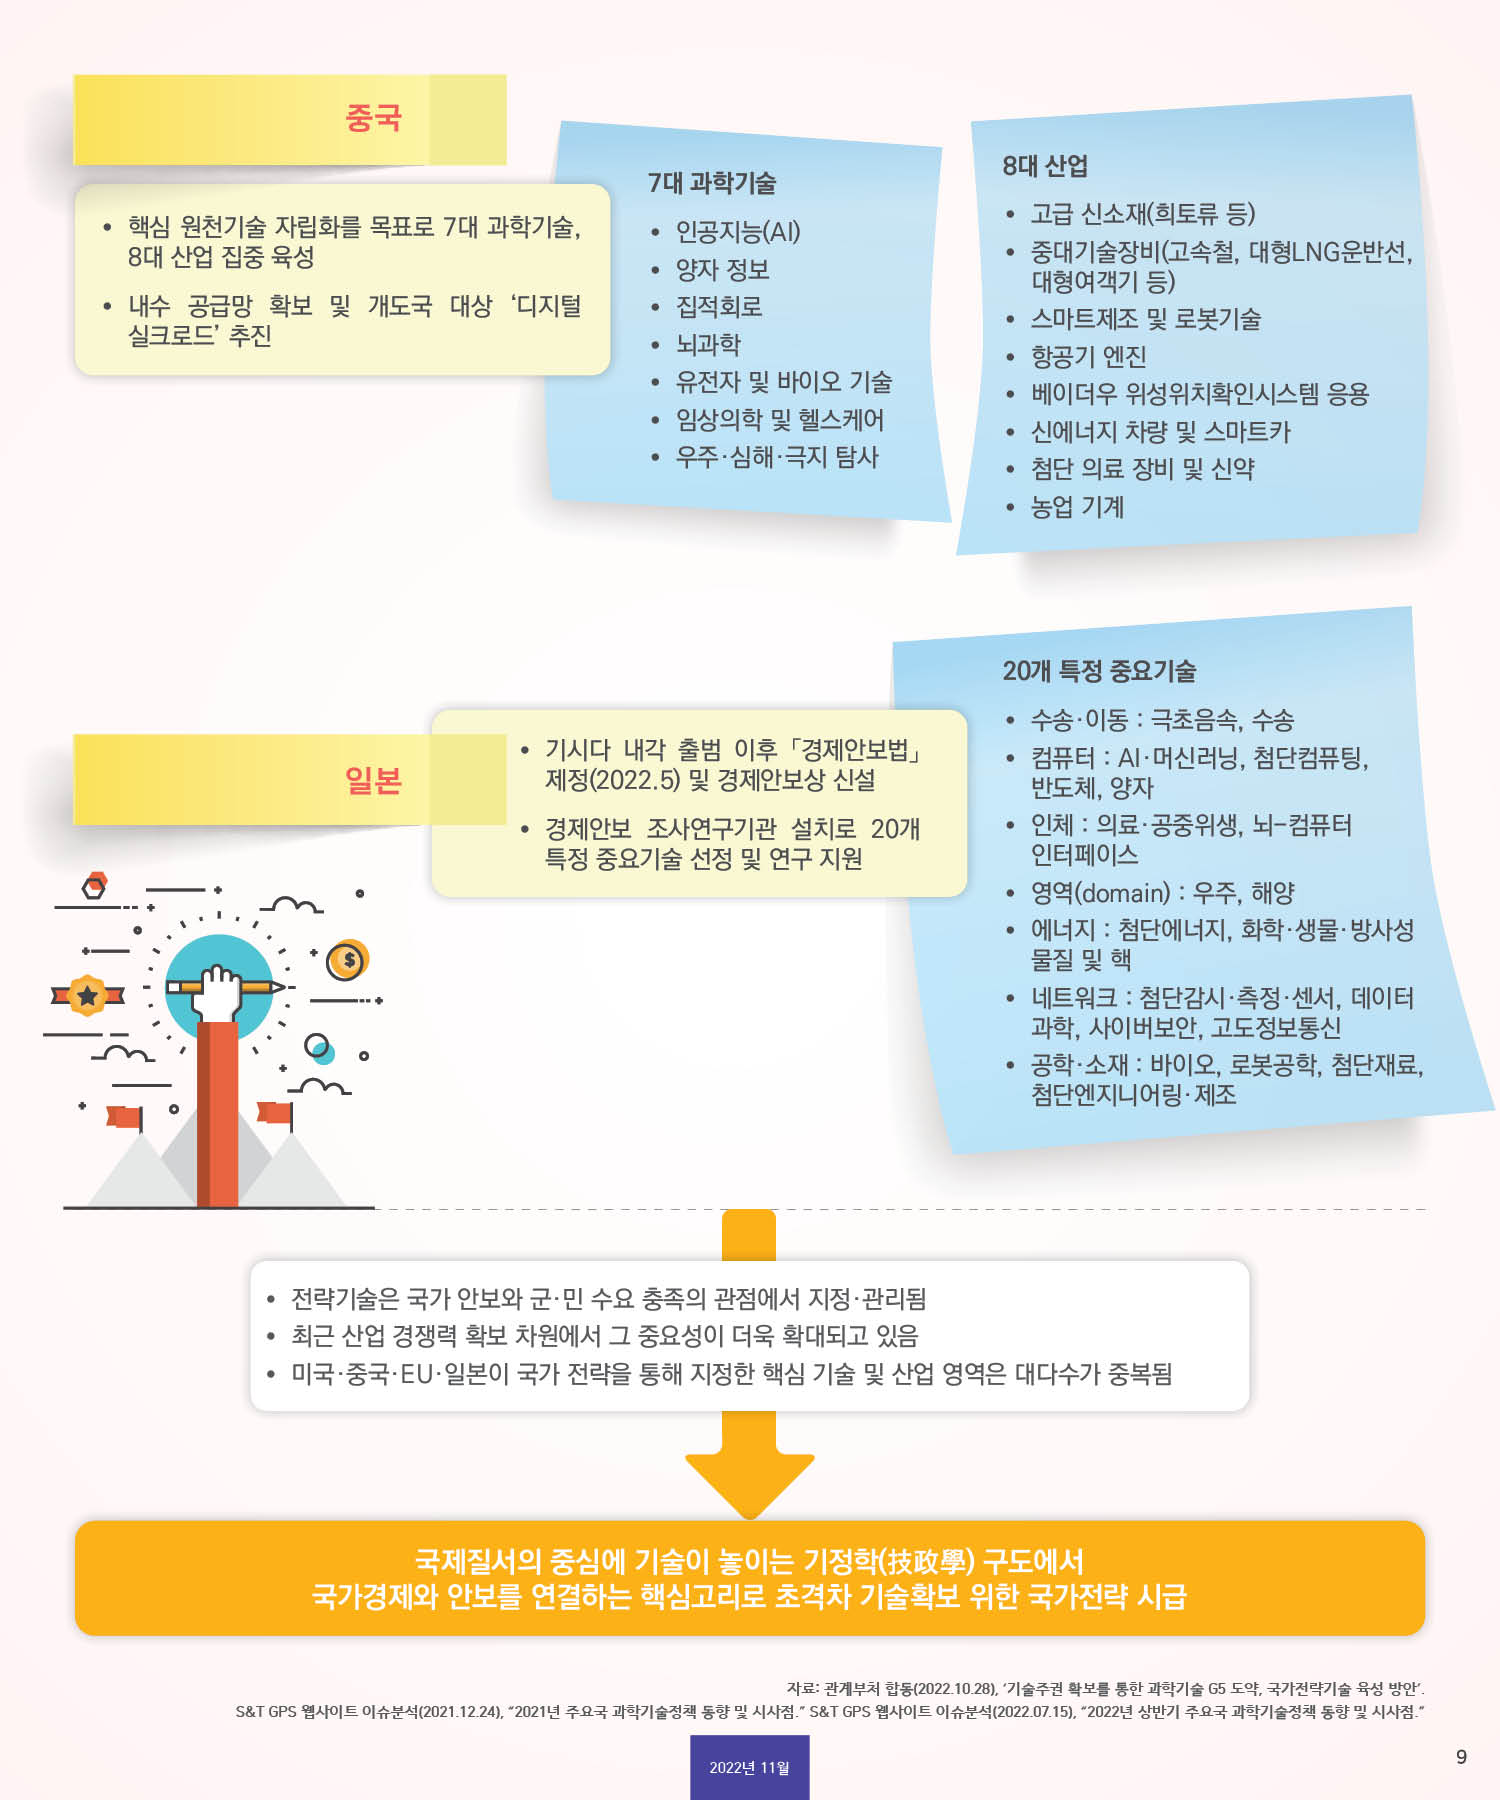 중국
• 핵심 원천기술 자립화를 목표로 7대 과학기술,
8대 산업 집중 육성
• 내수 공급망 확보 및 개도국 대상 ‘디지털
실크로드’ 추진
7대 과학기술
• 인공지능(AI)
• 양자 정보
• 집적회로
• 뇌과학
• 유전자 및 바이오 기술
• 임상의학 및 헬스케어
• 우주·심해·극지 탐사
8대 산업
• 고급 신소재(희토류 등)
• 중대기술장비(고속철, 대형LNG운반선,
대형여객기 등)
• 스마트제조 및 로봇기술
• 항공기 엔진
• 베이더우 위성위치확인시스템 응용
• 신에너지 차량 및 스마트카
• 첨단 의료 장비 및 신약
• 농업 기계
일본
• 기시다 내각 출범 이후 「경제안보법」
제정(2022.5) 및 경제안보상 신설
• 경제안보 조사연구기관 설치로 20개
특정 중요기술 선정 및 연구 지원
20개 특정 중요기술
• 수송·이동 : 극초음속, 수송
• 컴퓨터 : AI·머신러닝, 첨단컴퓨팅,
반도체, 양자
• 인체 : 의료·공중위생, 뇌-컴퓨터
인터페이스
• 영역(domain) : 우주, 해양
• 에너지 : 첨단에너지, 화학·생물·방사성
물질 및 핵
• 네트워크 : 첨단감시·측정·센서, 데이터
과학, 사이버보안, 고도정보통신
• 공학·소재 : 바이오, 로봇공학, 첨단재료,
첨단엔지니어링·제조
$
• 전략기술은 국가 안보와 군·민 수요 충족의 관점에서 지정·관리됨
• 최근 산업 경쟁력 확보 차원에서 그 중요성이 더욱 확대되고 있음
• 미국·중국·EU·일본이 국가 전략을 통해 지정한 핵심 기술 및 산업 영역은 대다수가 중복됨
국제질서의 중심에 기술이 놓이는 기정학(技政學) 구도에서
국가경제와 안보를 연결하는 핵심고리로 초격차 기술확보 위한 국가전략 시급
자료: 관계부처 합동(2022.10.28), ‘기술주권 확보를 통한 과학기술 G5 도약, 국가전략기술 육성 방안’.
S&T GPS 웹사이트 이슈분석(2021.12.24), “2021년 주요국 과학기술정책 동향 및 시사점.” S&T GPS 웹사이트 이슈분석(2022.07.15), “2022년 상반기 주요국 과학기술정책 동향 및 시사점.”
2022년 11월
9